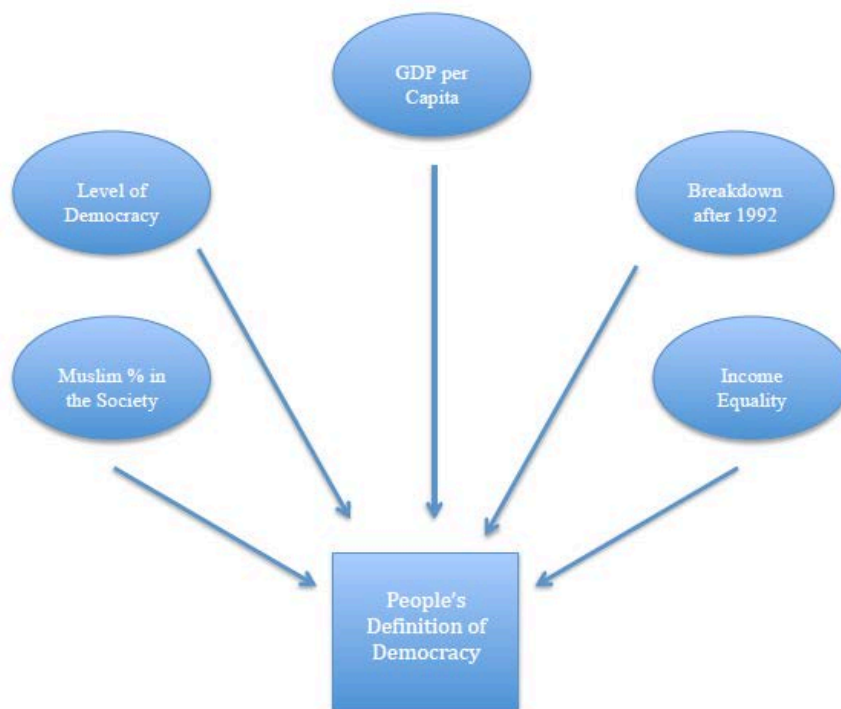 GDP per
Capita
Level of
Democracy
Breakdown
after 1992
Muslim % in
the Society
Income
Equality
People's
Definition of
Democracy